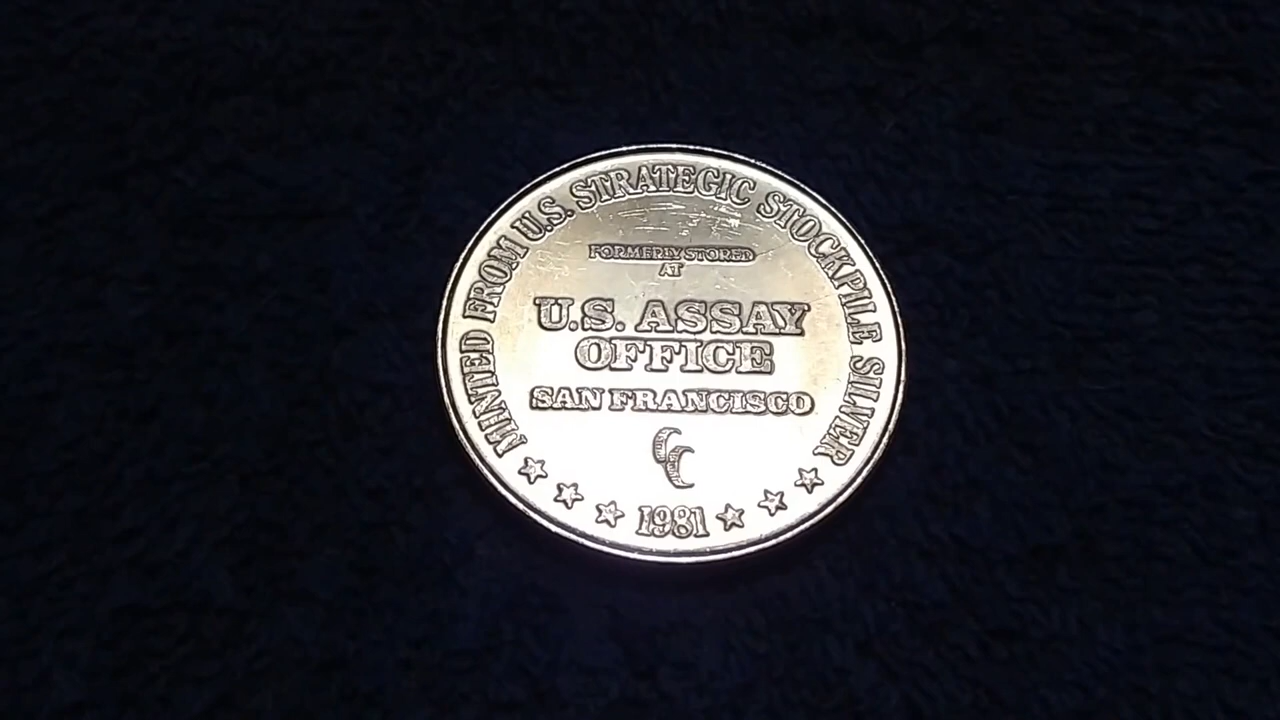 MINTED FROM U.S. STRATEGIC STOCKPILE SILVER
FORMERLY STORED
AT
U.S. ASSAY
OFFICE
SAN FRANCISCO
CC
1981